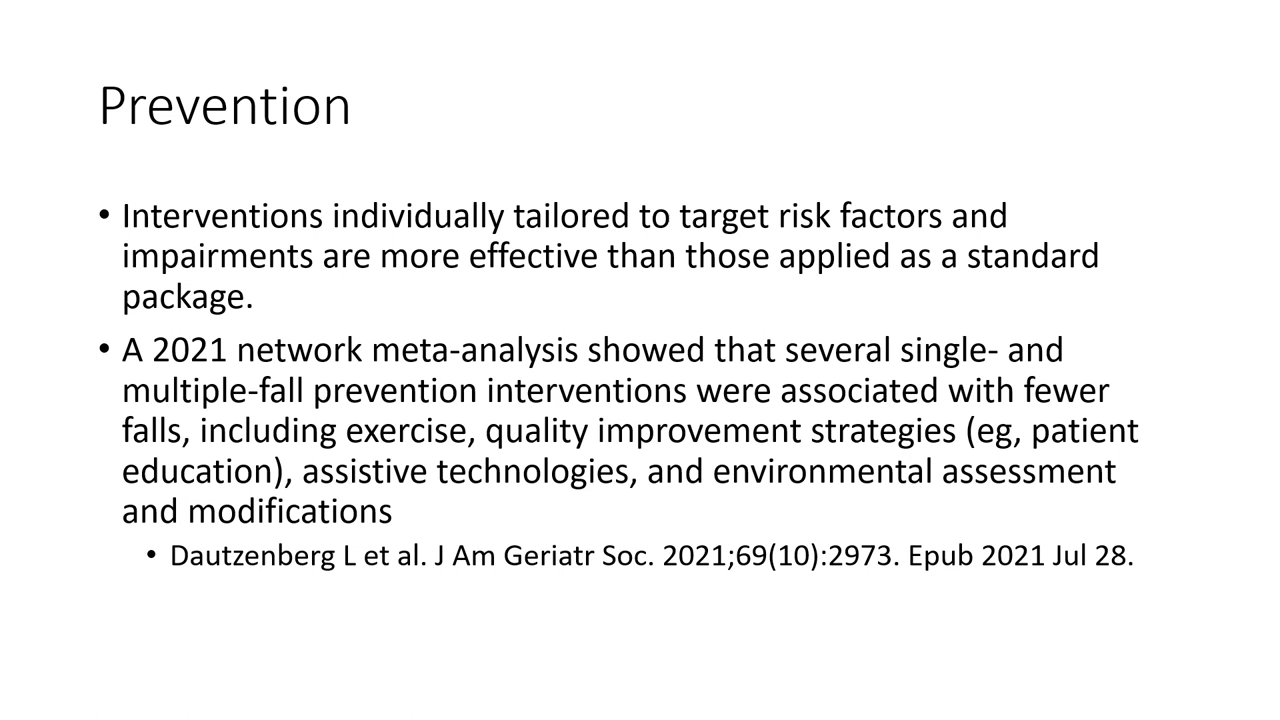 Prevention
• Interventions individually tailored to target risk factors and
impairments are more effective than those applied as a standard
package.
• A 2021 network meta-analysis showed that several single- and
multiple-fall prevention interventions were associated with fewer
falls, including exercise, quality improvement strategies (eg, patient
education), assistive technologies, and environmental assessment
and modifications
• Dautzenberg L et al. J Am Geriatr Soc. 2021;69(10):2973. Epub 2021 Jul 28.